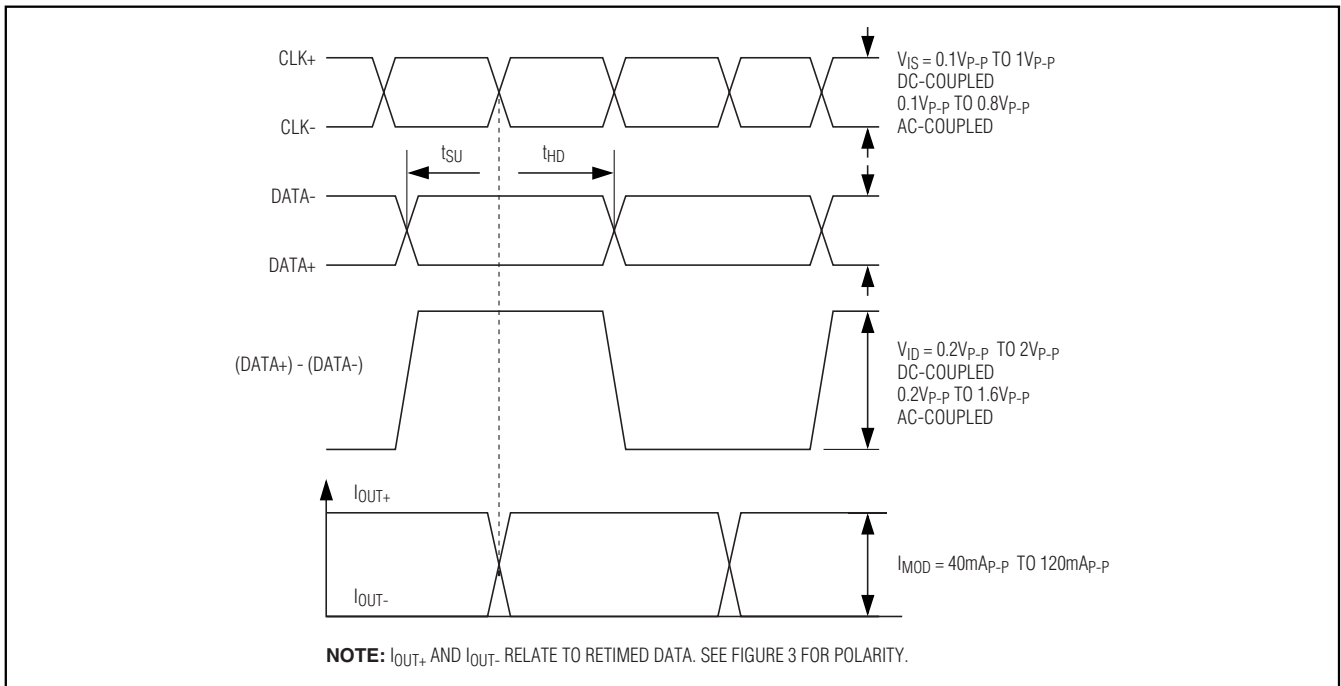 CLK+
CLK-
V_IS = 0.1V_P-P TO 1V_P-P
DC-COUPLED
0.1V_P-P TO 0.8V_P-P
AC-COUPLED
t_SU
t_HD
DATA-
DATA+
(DATA+) - (DATA-)
V_ID = 0.2V_P-P TO 2V_P-P
DC-COUPLED
0.2V_P-P TO 1.6V_P-P
AC-COUPLED
I_OUT+
I_OUT-
I_MOD = 40mA_P-P TO 120mA_P-P
NOTE: I_OUT+ AND I_OUT- RELATE TO RETIMED DATA. SEE FIGURE 3 FOR POLARITY.